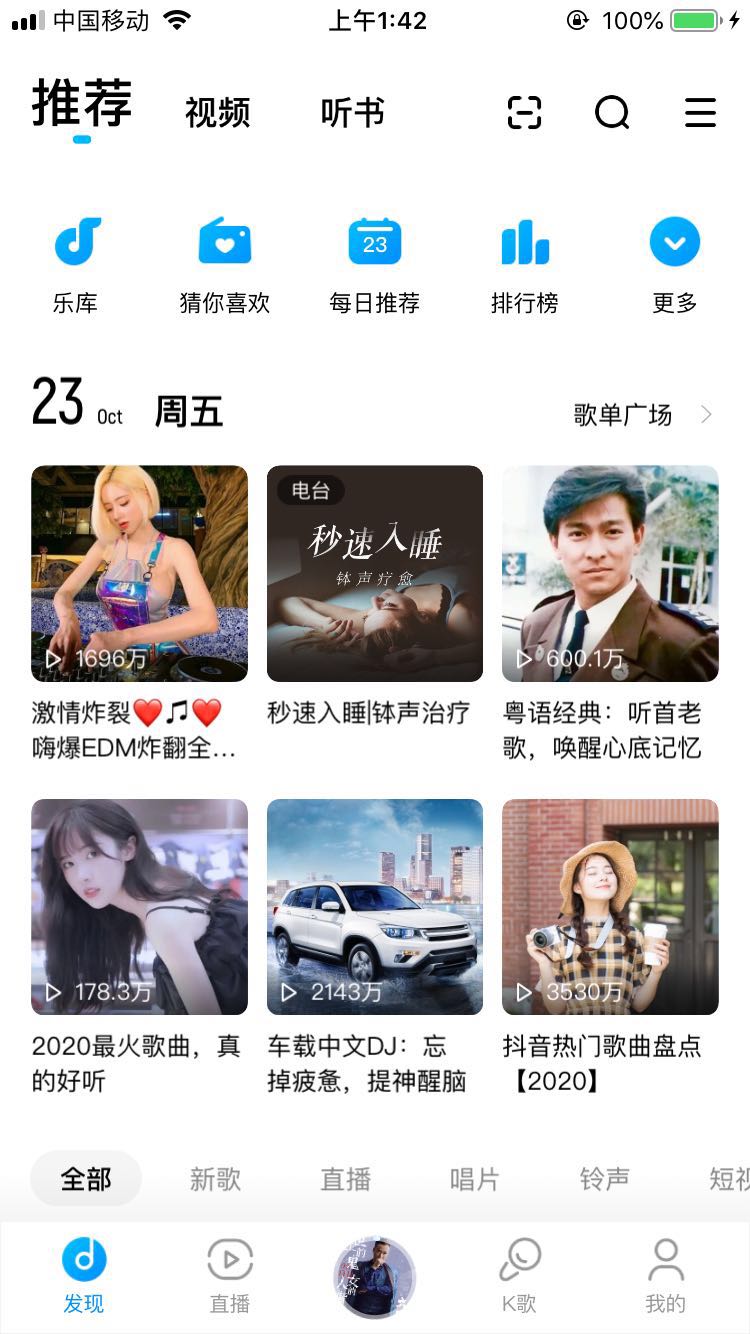 中国移动
上午1:42
100%
推荐
视频
听书
23
乐库
猜你喜欢
每日推荐
排行榜
更多
23 Oct 周五
歌单广场
1696万
激情炸裂❤️🎵❤️
嗨爆EDM炸翻全…
电台
秒速入睡
钵声疗愈
秒速入睡|钵声治疗
600.1万
粤语经典：听首老
歌，唤醒心底记忆
178.3万
2020最火歌曲，真
的好听
2143万
车载中文DJ：忘
掉疲惫，提神醒脑
3530万
抖音热门歌曲盘点
【2020】
全部
新歌
直播
唱片
铃声
短视
发现
直播
K歌
我的